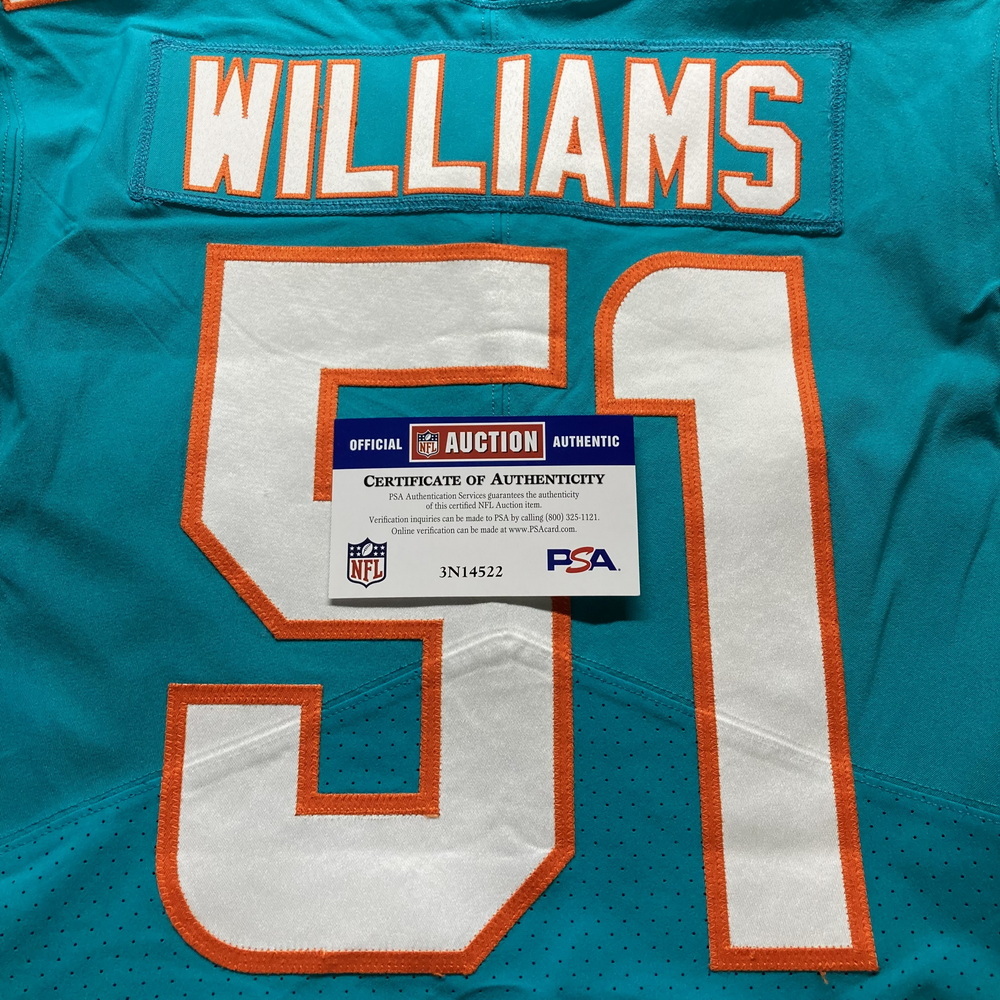 WILLIAMS
51
OFFICIAL NFL AUCTION AUTHENTIC
CERTIFICATE OF AUTHENTICITY
PSA Authentication Services guarantees the authenticity
of this certified NFL Auction item.
Verification inquiries can be made to PSA by calling (800) 325-1121.
Online verification can be made at www.PSAcard.com.
NFL 3N14522 PSA